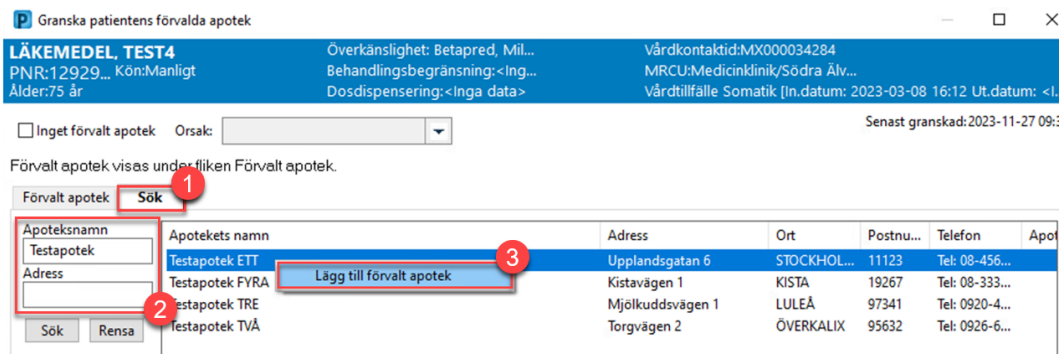 Granska patientens förvalda apotek
LÄKEMEDEL, TEST4
PNR:12929... Kön:Manligt
Ålder:75 år
Överkänslighet: Betapred, Mil...
Behandlingsbegränsning:<Ing...
Dosdispensering:<Inga data>
Vårdkontaktid:MX000034284
MRCU:Medicinklinik/Södra Älv...
Vårdtillfälle Somatik [In.datum: 2023-03-08 16:12 Ut.datum: <I.
Inget förvalt apotek Orsak:
Senast granskad:2023-11-27 09:3
Förvalt apotek visas under fliken Förvalt apotek.
1
Förvalt apotek Sök
Apoteksnamn
Testapotek
Adress
2
Sök Rensa
Apotekets namn Adress Ort Postnu... Telefon Apot
Testapotek ETT Upplandsgatan 6 STOCKHOL... 11123 Tel: 08-456...
3
Lägg till förvalt apotek
Testapotek FYRA Kistavägen 1 KISTA 19267 Tel: 08-333...
Testapotek TRE Mjölkuddsvägen 1 LULEÅ 97341 Tel: 0920-4...
Testapotek TVÅ Torgvägen 2 ÖVERKALIX 95632 Tel: 0926-6...